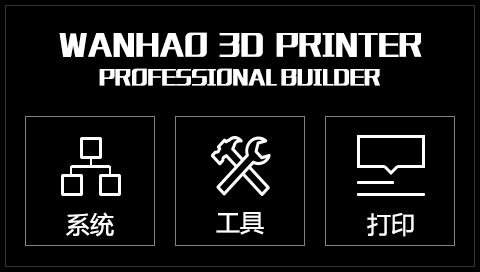 WANHAO 3D PRINTER
PROFESSIONAL BUILDER
系统 工具 打印